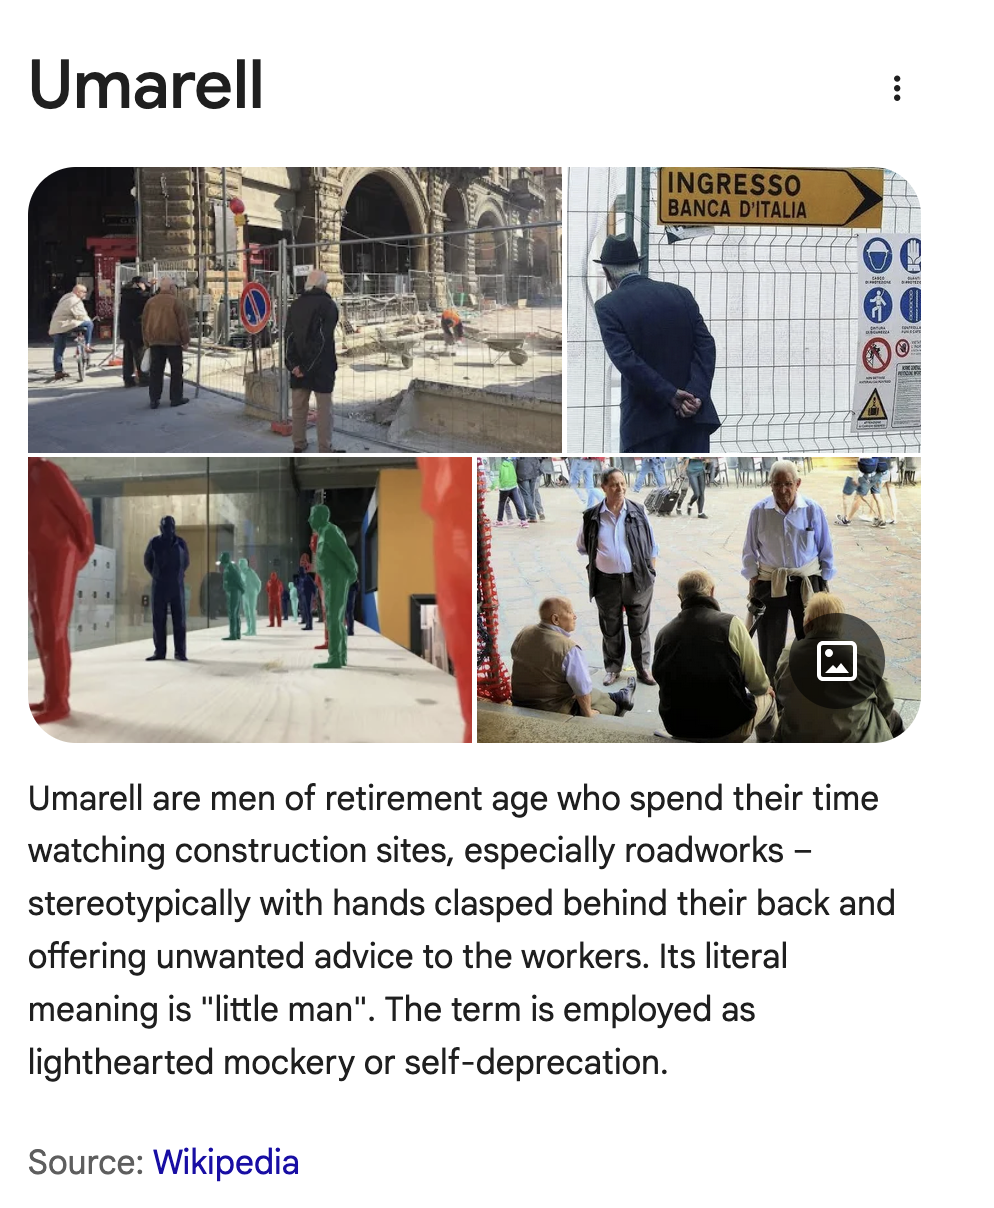 Umarell
INGRESSO
BANCA D'ITALIA
Umarell are men of retirement age who spend their time
watching construction sites, especially roadworks –
stereotypically with hands clasped behind their back and
offering unwanted advice to the workers. Its literal
meaning is "little man". The term is employed as
lighthearted mockery or self-deprecation.
Source: Wikipedia